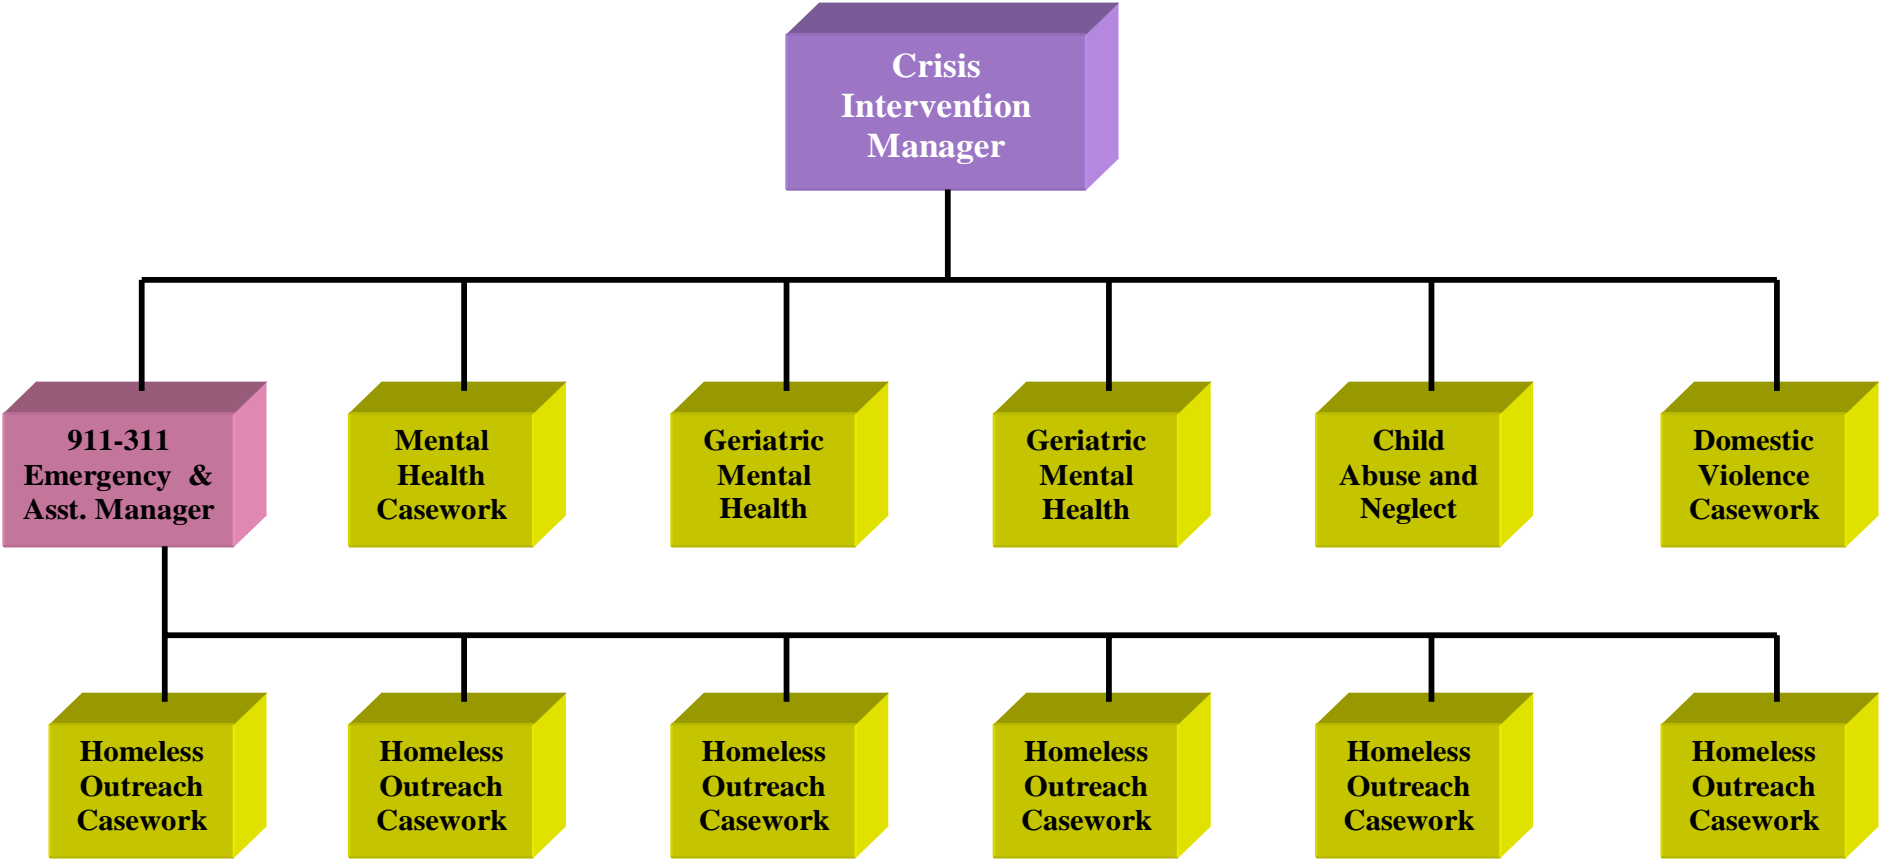 Crisis
Intervention
Manager
911-311
Emergency & 
Asst. Manager
Mental
Health
Casework
Geriatric
Mental
Health
Geriatric
Mental
Health
Child
Abuse and
Neglect
Domestic
Violence
Casework
Homeless
Outreach
Casework
Homeless
Outreach
Casework
Homeless
Outreach
Casework
Homeless
Outreach
Casework
Homeless
Outreach
Casework
Homeless
Outreach
Casework